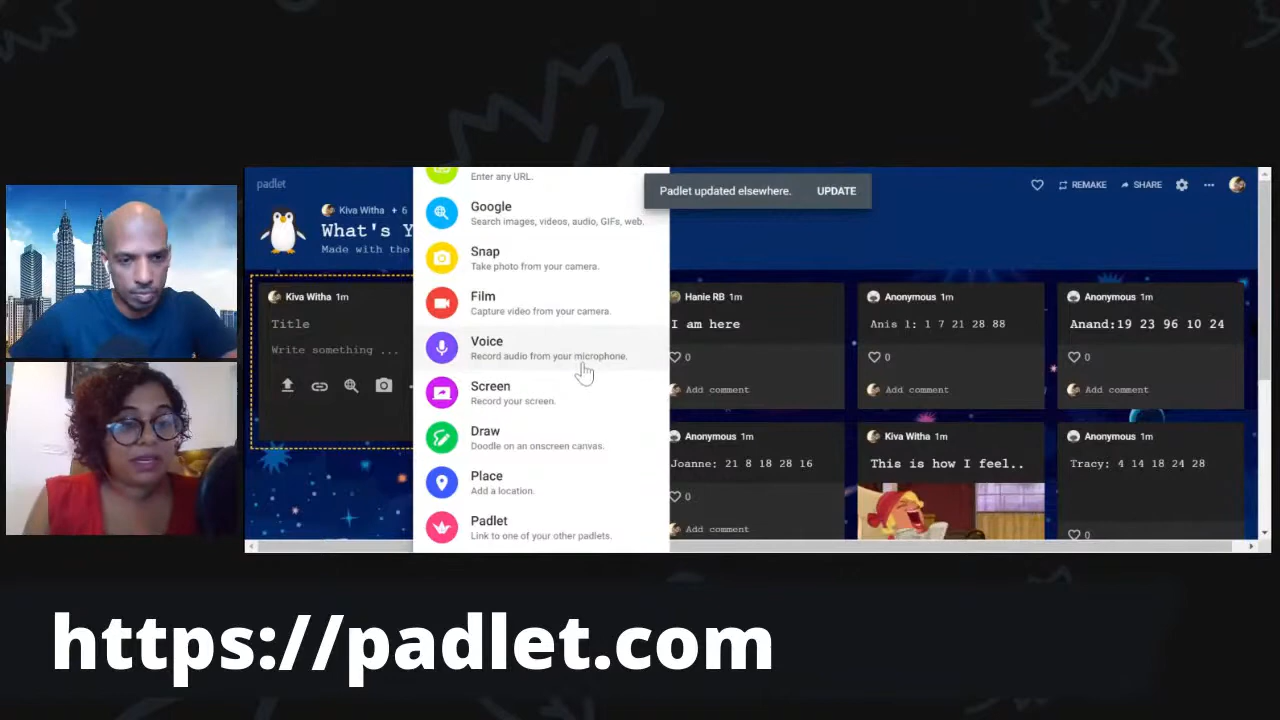 padlet
Kiva Witha + 6
What's Y
Made with the
Kiva Witha 1m
Title
Write something ...
Enter any URL.
Google
Search images, videos, audio, GIFs, web.
Snap
Take photo from your camera.
Film
Capture video from your camera.
Voice
Record audio from your microphone.
Screen
Record your screen.
Draw
Doodle on an onscreen canvas.
Place
Add a location.
Padlet
Link to one of your other padlets.
Padlet updated elsewhere. UPDATE
REMAKE SHARE
Hanie RB 1m
I am here
0
Add comment
Anonymous 1m
Anis 1: 1 7 21 28 88
0
Add comment
Anonymous 1m
Anand:19 23 96 10 24
0
Add comment
Anonymous 1m
Joanne: 21 8 18 28 16
0
Add comment
Kiva Witha 1m
This is how I feel..
Anonymous 1m
Tracy: 4 14 18 24 28
0
https://padlet.com